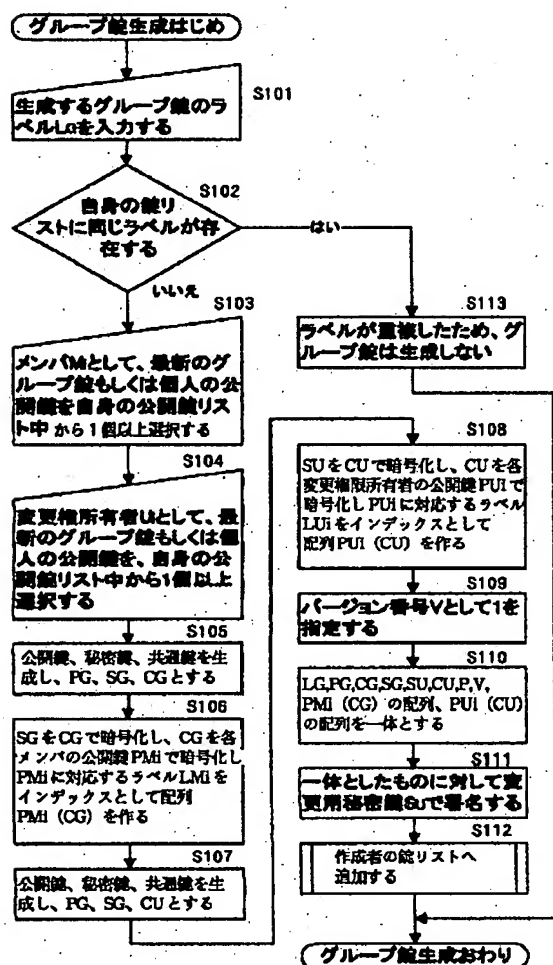 グループ錠生成はじめ
S101
生成するグループ錠のラ
ベルLGを入力する
S102
自身の錠リ
ストに同じラベルが存
在する
はい
いいえ
S103
メンバMiとして、最新のグ
ループ錠もしくは個人の公
開鍵を自身の公開錠リス
ト中から1個以上選択する
S104
変更権所有者Uiとして、最
新のグループ錠もしくは個
人の公開鍵を、自身の公
開錠リスト中から1個以上
選択する
S105
公開鍵、秘密鍵、共通鍵を生
成し、PG、SG、CGとする
S106
SGをCGで暗号化し、CGを各
メンバの公開鍵PMiで暗号化し
PMiに対応するラベルLMiを
インデックスとして配列
PMi（CG）を作る
S107
公開鍵、秘密鍵、共通鍵を生
成し、PG、SG、CUとする
S113
ラベルが重複したため、グ
ループ錠は生成しない
S108
SUをCUで暗号化し、CUを各
変更権限所有者の公開鍵PUiで
暗号化しPUiに対応するラベル
LUiをインデックスとして
配列PUi（CU）を作る
S109
バージョン番号Vとして1を
指定する
S110
LG,PG,CG,SG,SU,CU,P,V,
PMi（CG）の配列、PUi（CU）
の配列を一体とする
S111
一体としたものに対して変
更用秘密鍵SUで署名する
S112
作成者の錠リストへ
追加する
グループ錠生成おわり